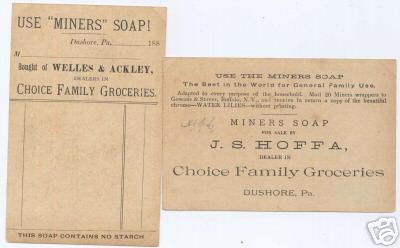 USE "MINERS" SOAP!
Dushore, Pa. 188
M
Bought of WELLES & ACKLEY,
DEALERS IN
CHOICE FAMILY GROCERIES.
THIS SOAP CONTAINS NO STARCH
USE THE MINERS SOAP
The Best in the World for General Family Use.
Adapted to every purpose of the household. Mail 20 Miners wrappers
to Gowans & Stover, Buffalo, N. Y., and receive in return a copy of the beautiful
chromo—WATER LILIES—without printing.
MINERS SOAP
FOR SALE BY
J. S. HOFFA,
DEALER IN
Choice Family Groceries
DUSHORE, Pa.